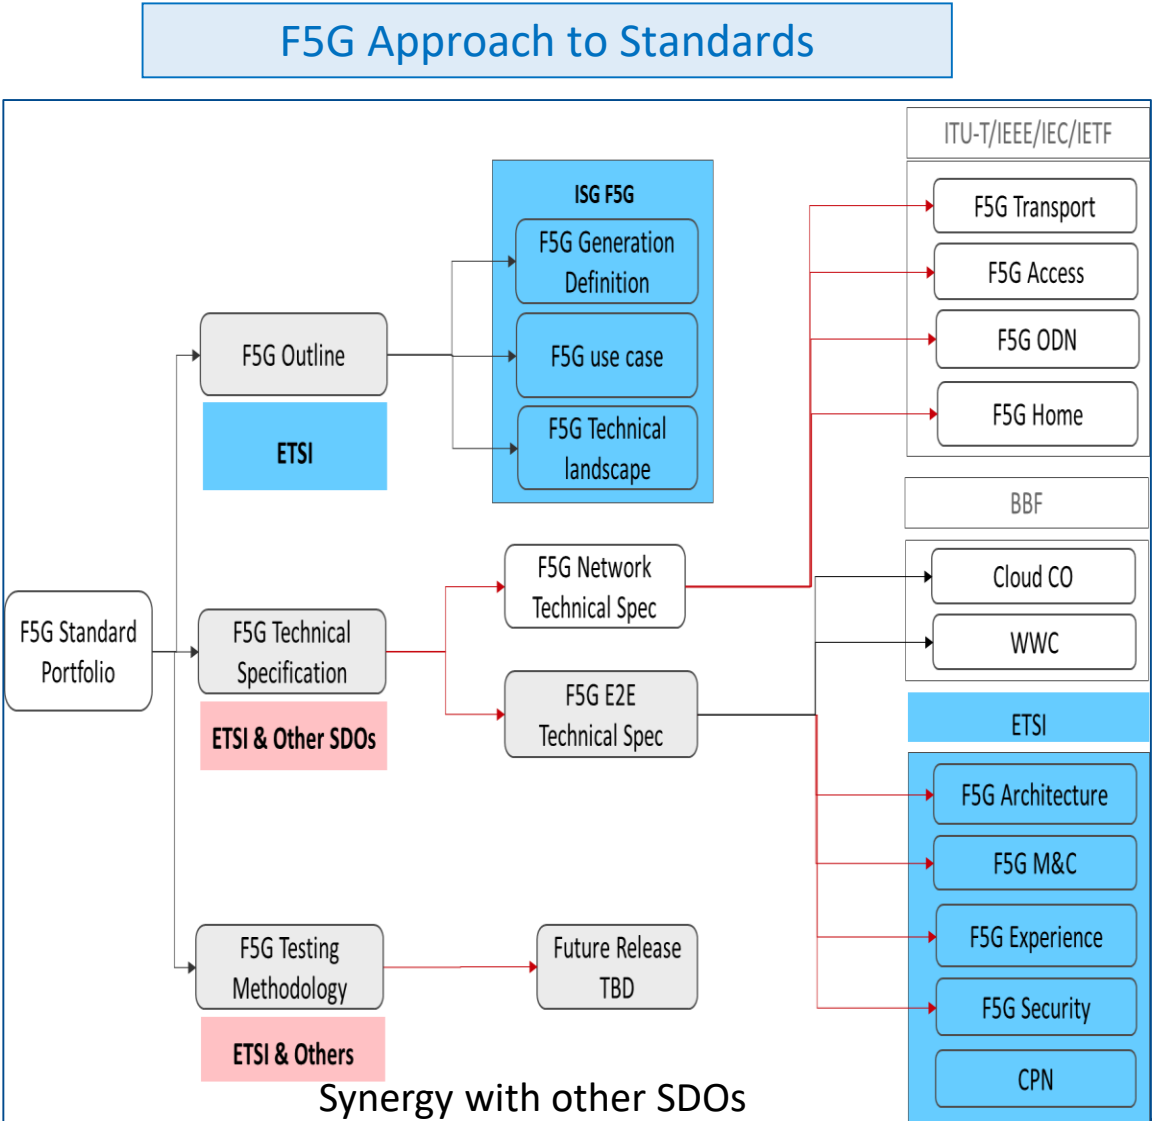 F5G Approach to Standards
ITU-T/IEEE/IEC/IETF
ISG F5G
F5G Transport
F5G Generation
Definition
F5G Access
F5G Outline
F5G use case
F5G ODN
ETSI
F5G Technical
landscape
F5G Home
BBF
F5G Network
Technical Spec
Cloud CO
F5G Standard
Portfolio
F5G Technical
Specification
WWC
ETSI & Other SDOs
F5G E2E
Technical Spec
ETSI
F5G Architecture
F5G M&C
F5G Testing
Methodology
Future Release
TBD
F5G Experience
F5G Security
ETSI & Others
CPN
Synergy with other SDOs